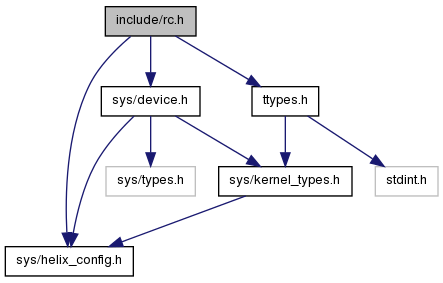 include/rc.h
sys/device.h
ttypes.h
sys/types.h
sys/kernel_types.h
stdint.h
sys/helix_config.h